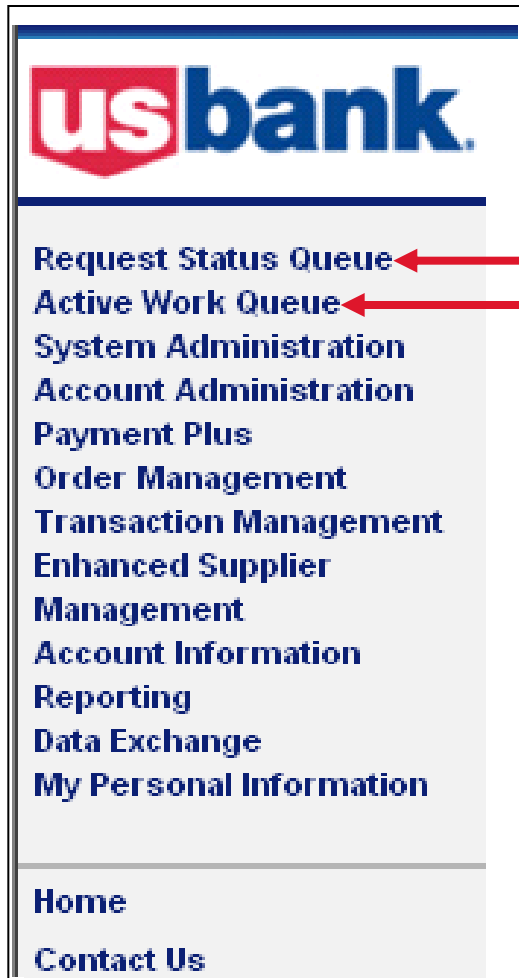 usbank.
Request Status Queue
Active Work Queue
System Administration
Account Administration
Payment Plus
Order Management
Transaction Management
Enhanced Supplier
Management
Account Information
Reporting
Data Exchange
My Personal Information
Home
Contact Us